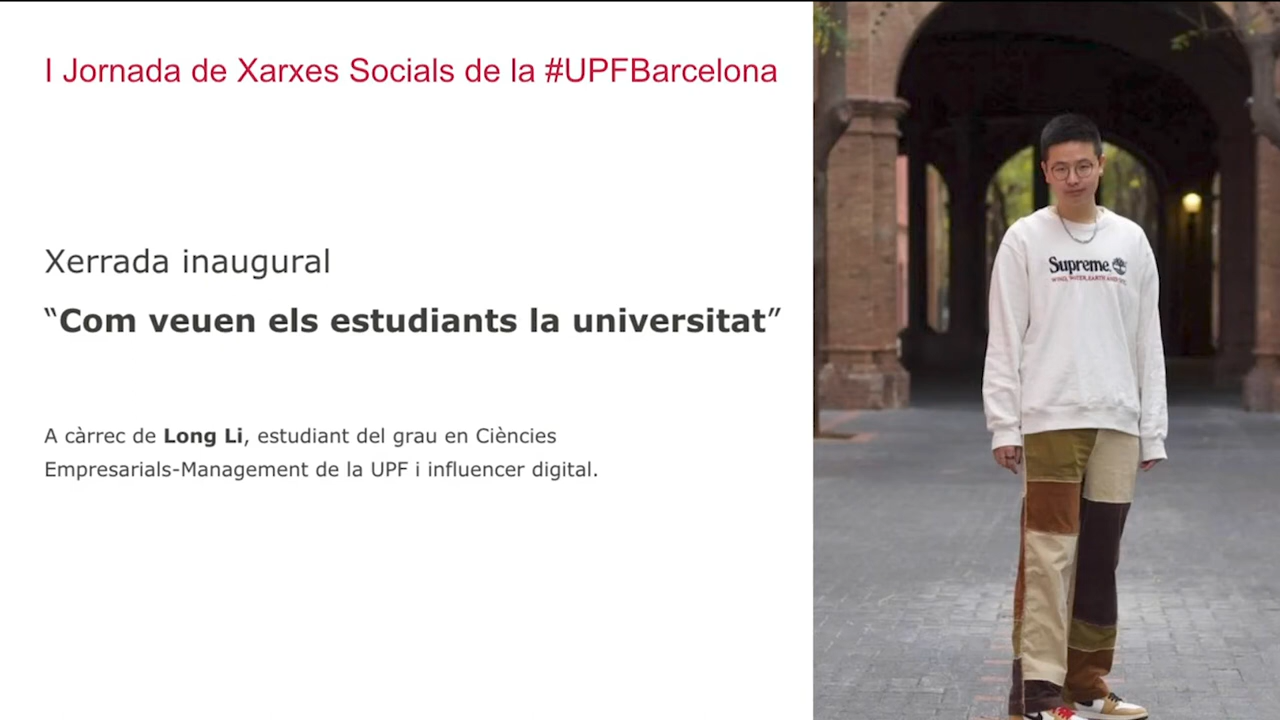 I Jornada de Xarxes Socials de la #UPFBarcelona
Xerrada inaugural
“Com veuen els estudiants la universitat”
A càrrec de Long Li, estudiant del grau en Ciències
Empresarials-Management de la UPF i influencer digital.
Supreme